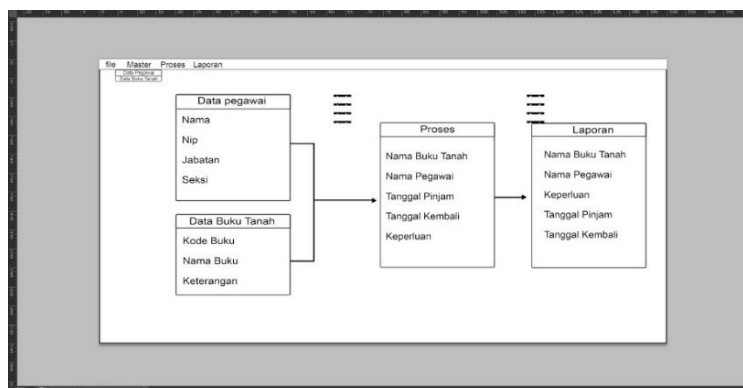 file Master Proses Laporan
Data Pegawai
Data Buku Tanah
Data pegawai
Nama
Nip
Jabatan
Seksi
Data Buku Tanah
Kode Buku
Nama Buku
Keterangan
Proses
Nama Buku Tanah
Nama Pegawai
Tanggal Pinjam
Tanggal Kembali
Keperluan
Laporan
Nama Buku Tanah
Nama Pegawai
Keperluan
Tanggal Pinjam
Tanggal Kembali